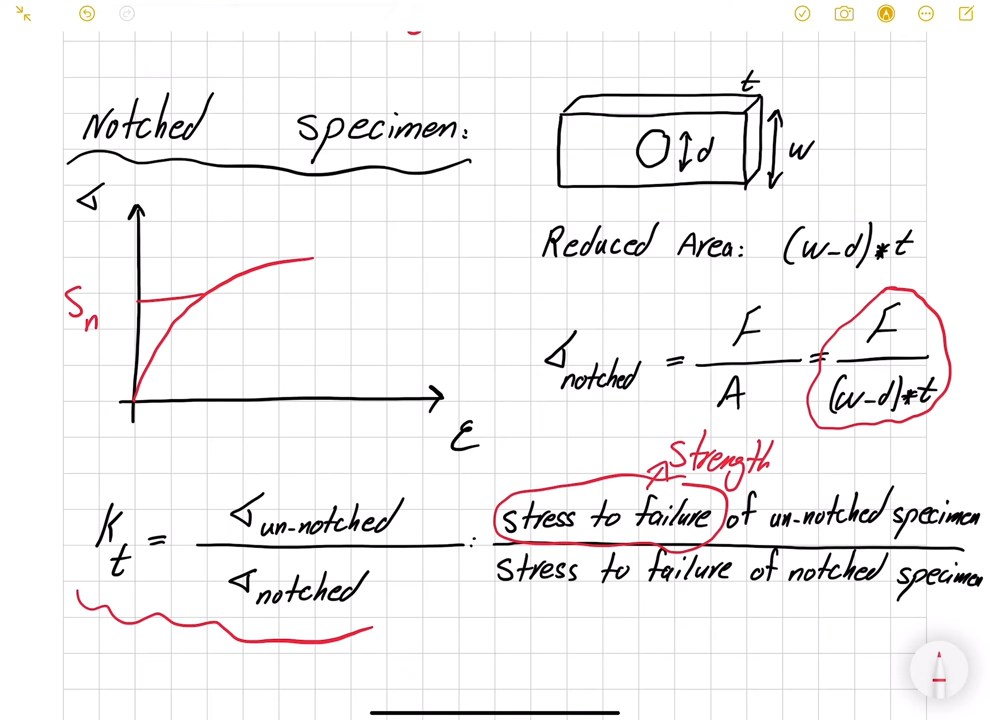 Notched specimen:
t
d
w
σ
Sn
ε
Reduced Area: (w-d)*t
σnotched = F/A = F/(w-d)*t
Strength
Kt = σun-notched/σnotched : stress to failure of un-notched specimen
stress to failure of notched specimen